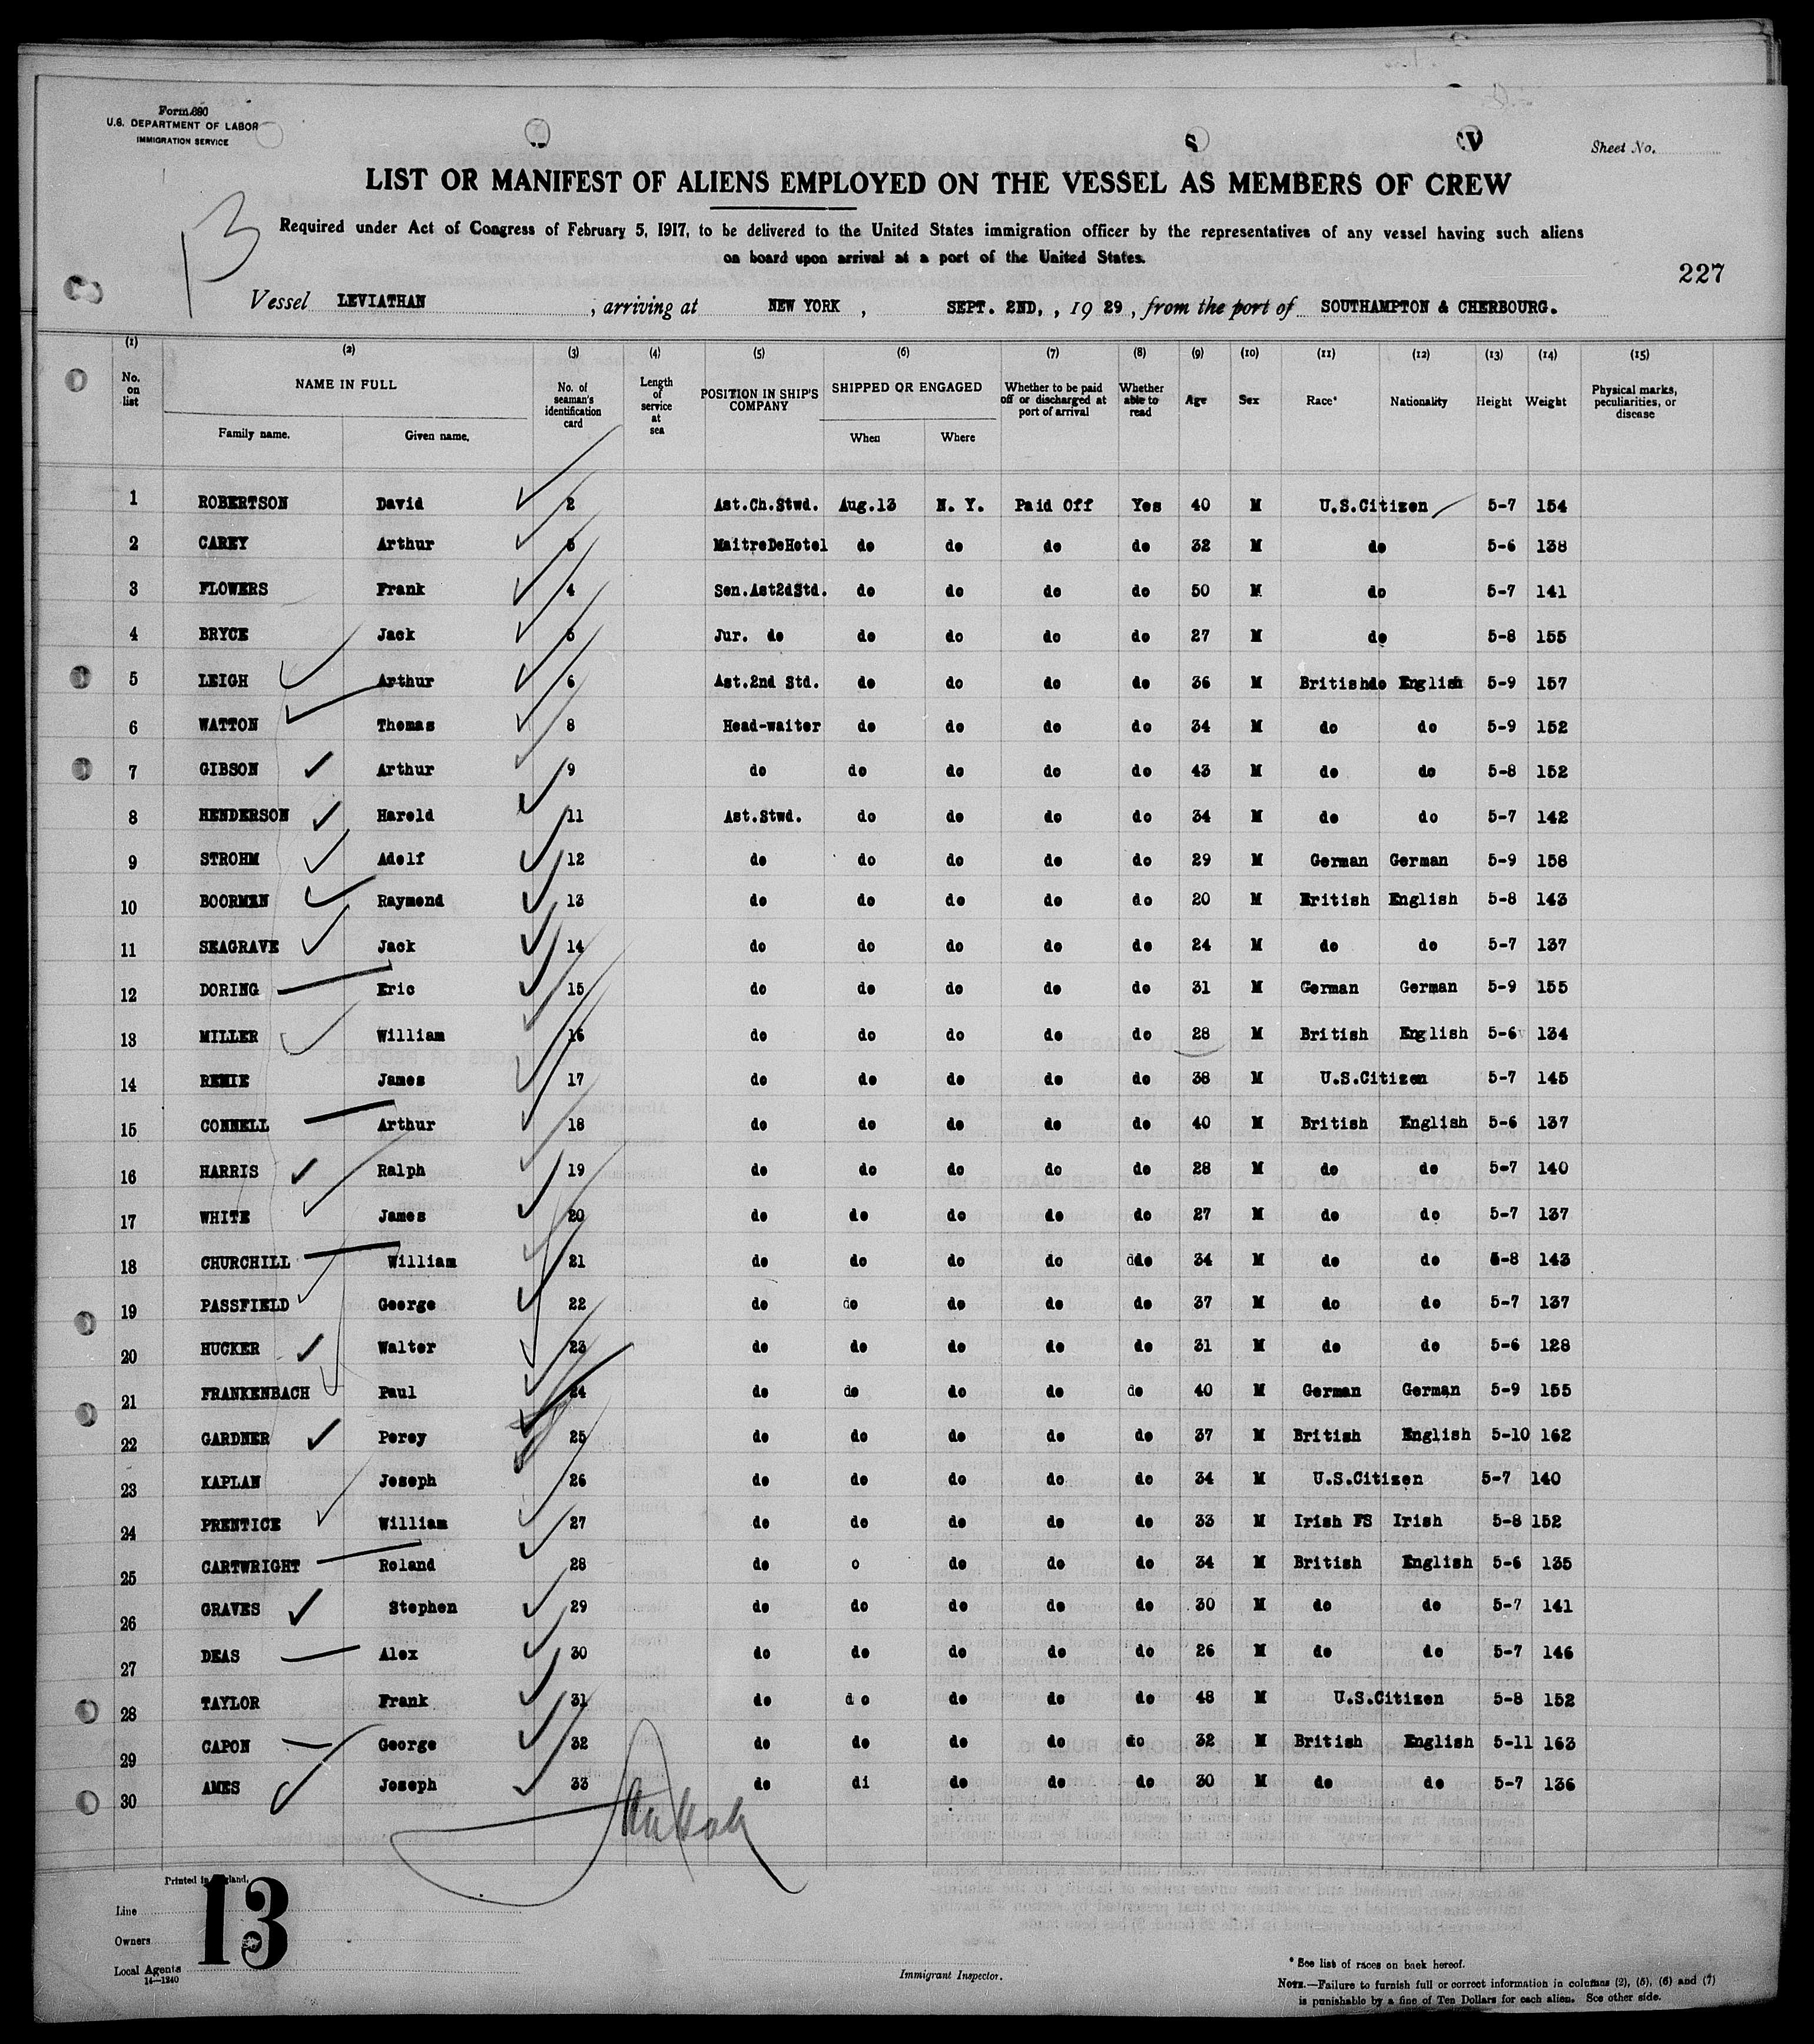 Form 680
U.S. DEPARTMENT OF LABOR
IMMIGRATION SERVICE
S
V
Sheet No.
LIST OR MANIFEST OF ALIENS EMPLOYED ON THE VESSEL AS MEMBERS OF CREW
Required under Act of Congress of February 5, 1917, to be delivered to the United States immigration officer by the representatives of any vessel having such aliens
on board upon arrival at a port of the United States.
13
227
Vessel LEVIATHAN, arriving at NEW YORK, SEPT. 2ND,, 19 29, from the port of SOUTHAMPTON & CHERBOURG.
(1) (2) (3) (4) (5) (6) (7) (8) (9) (10) (11) (12) (13) (14) (15)
No. on list NAME IN FULL No. of seaman's identification card Length of service at sea POSITION IN SHIP'S COMPANY SHIPPED OR ENGAGED Whether to be paid off or discharged at port of arrival Whether able to read Age Sex Race* Nationality Height Weight Physical marks, peculiarities, or disease
Family name. Given name. When Where
1 ROBERTSON David 2 Ast.Ch.Stwd. Aug.13 N. Y. Paid Off Yes 40 M U.S.Citizen 5-7 154
2 CAREY Arthur MaitreDeHotel do do do do 32 M do 5-6 138
3 FLOWERS Frank 4 Sen.Ast2dStd. do do do do 50 M do 5-7 141
4 BRYCE Jack 5 Jur. do do do do do 27 M do 5-8 155
5 LEIGH Arthur 6 Ast.2nd Std. do do do do 36 M Britishdo English 5-9 157
6 WATTON Thomas 8 Head-waiter do do do do 34 M do do 5-9 152
7 GIBSON Arthur 9 do do do do do 43 M do do 5-8 152
8 HENDERSON Harold 11 Ast.Stwd. do do do do 34 M do do 5-7 142
9 STROHM Adolf 12 do do do do do 29 M German German 5-9 158
10 BOORMAN Raymond 13 do do do do do 20 M British English 5-8 143
11 SEAGRAVE Jack 14 do do do do do 24 M do do 5-7 137
12 DORING Eric 15 do do do do do 31 M German German 5-9 155
13 MILLER William 16 do do do do do 28 M British English 5-6 134
14 RENIE James 17 do do do do do 38 M U.S.Citizen 5-7 145
15 CONNELL Arthur 18 do do do do do 40 M British English 5-6 137
16 HARRIS Ralph 19 do do do do do 28 M do do 5-7 140
17 WHITE James 20 do do do do do 27 M do do 5-7 137
18 CHURCHILL William 21 do do do do ddo 34 M do do 5-8 143
19 PASSFIELD George 22 do do do do do 37 M do do 5-7 137
20 HUCKER Walter 23 do do do do do 31 M do do 5-6 128
21 FRANKENBACH Paul 24 do do do do do 40 M German German 5-9 155
22 GARDNER Percy 25 do do do do do 37 M British English 5-10 162
23 KAPLAN Joseph 26 do do do do do 34 M U.S.Citizen 5-7 140
24 PRENTICE William 27 do do do do do 33 M Irish FS Irish 5-8 152
25 CARTWRIGHT Roland 28 do o do do do 34 M British English 5-6 135
26 GRAVES Stephen 29 do do do do do 30 M do do 5-7 141
27 DEAS Alex 30 do do do do do 26 M do do 5-7 146
28 TAYLOR Frank 31 do d o do do do 48 M U.S.Citizen 5-8 152
29 CAPON George 32 do do do do do 32 M British English 5-11 163
30 AMES Joseph 33 do di do do do 30 M do do 5-7 136
Printed in England.
13
Line
Owners
Local Agents
14—1240
Immigrant Inspector.
* See list of races on back hereof.
NOTE.—Failure to furnish full or correct information in columns (2), (5), (6) and (7)
is punishable by a fine of Ten Dollars for each alien. See other side.